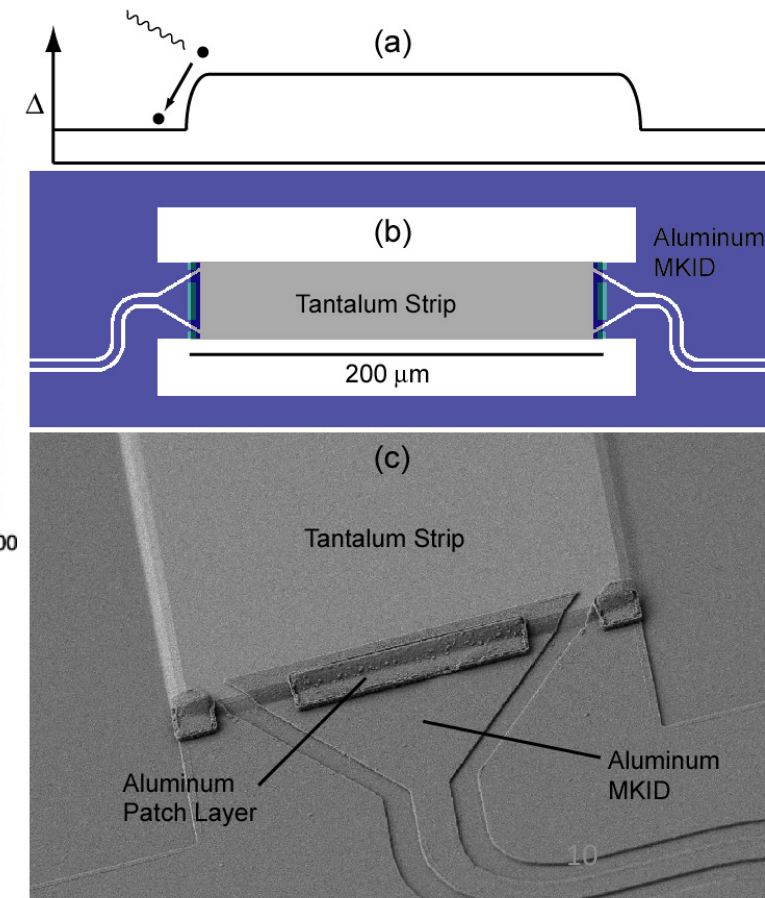 (a)
Δ
(b)
Aluminum
MKID
Tantalum Strip
200 μm
(c)
00
Tantalum Strip
Aluminum
Patch Layer
Aluminum
MKID
10